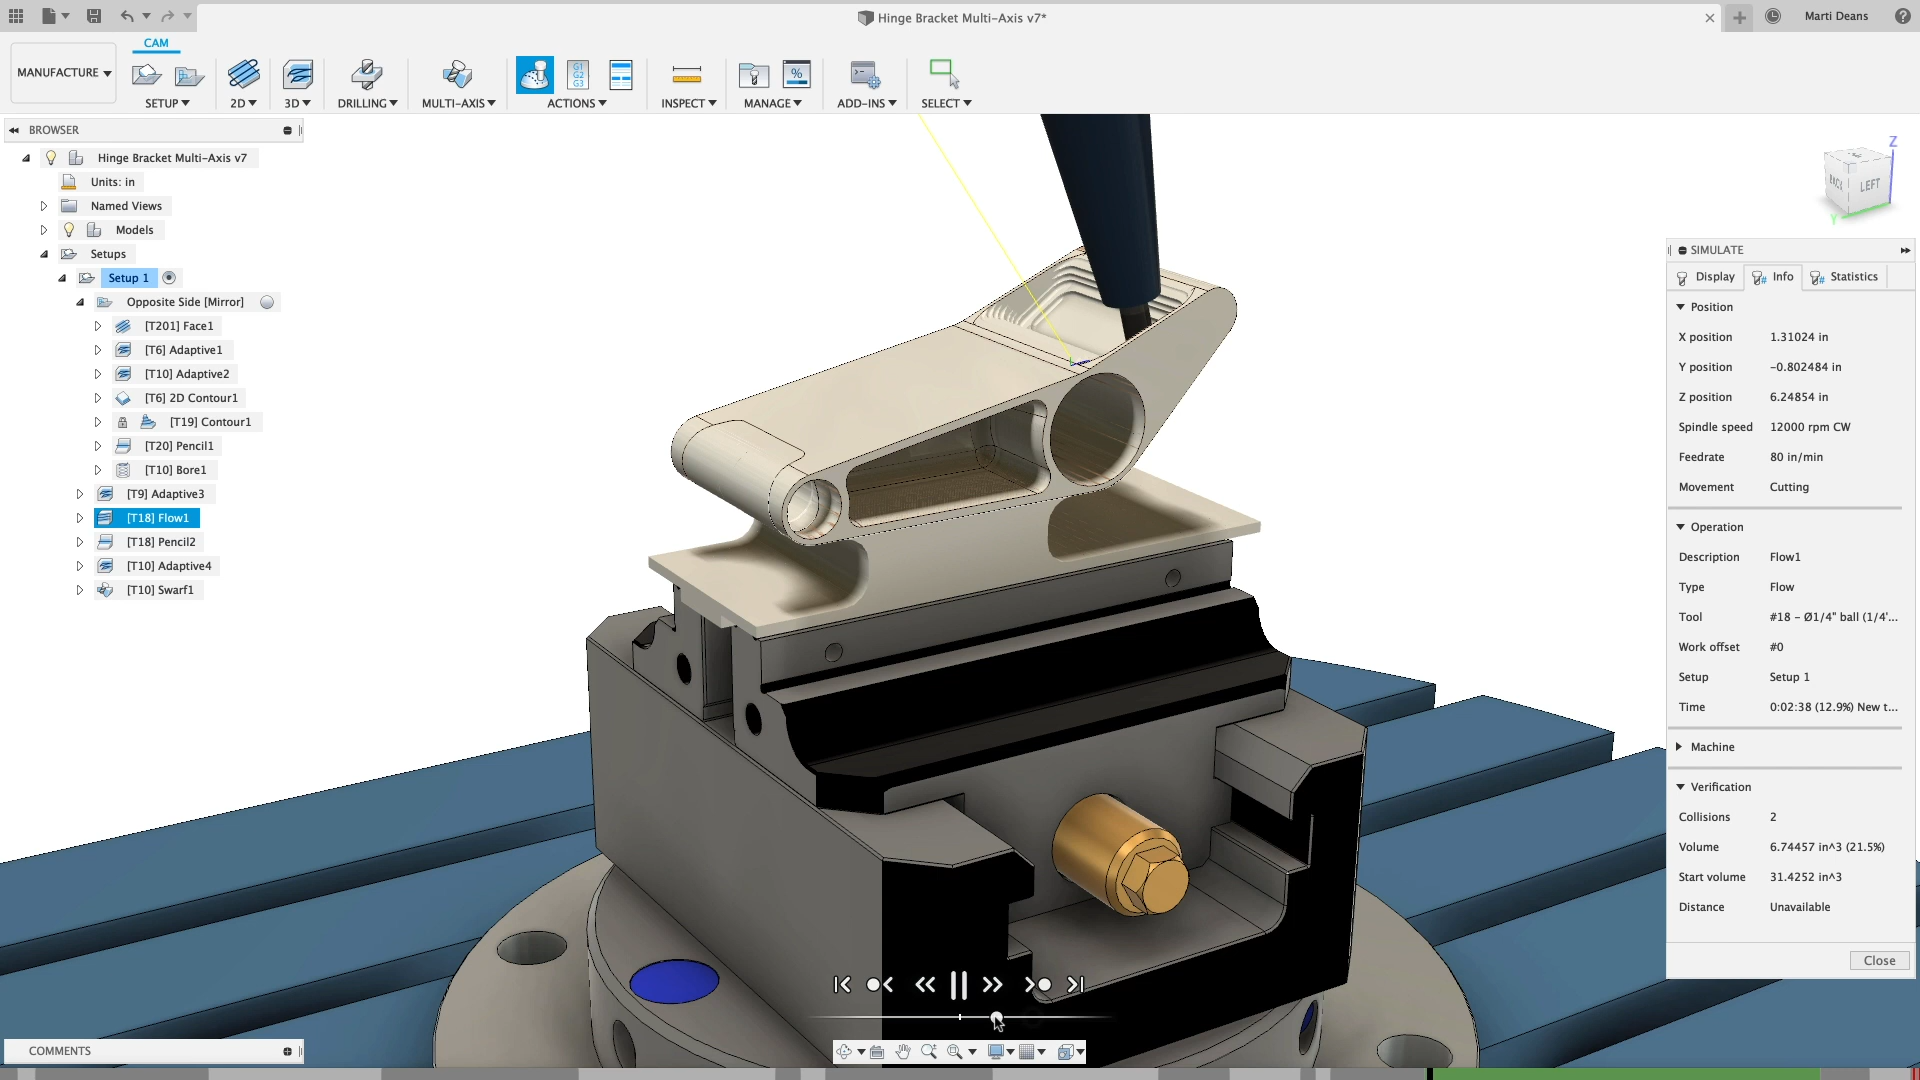 Hinge Bracket Multi-Axis v7*
Marti Deans
MANUFACTURE
CAM
SETUP
2D
3D
DRILLING
MULTI-AXIS
G1
G2
G3
ACTIONS
INSPECT
%
MANAGE
ADD-INS
SELECT
BROWSER
Hinge Bracket Multi-Axis v7
Units: in
Named Views
Models
Setups
Setup 1
Opposite Side [Mirror]
[T201] Face1
[T6] Adaptive1
[T10] Adaptive2
[T6] 2D Contour1
[T19] Contour1
[T20] Pencil1
[T10] Bore1
[T9] Adaptive3
[T18] Flow1
[T18] Pencil2
[T10] Adaptive4
[T10] Swarf1
Z
BACK
LEFT
Y
SIMULATE
Display
Info
Statistics
Position
X position 1.31024 in
Y position -0.802484 in
Z position 6.24854 in
Spindle speed 12000 rpm CW
Feedrate 80 in/min
Movement Cutting
Operation
Description Flow1
Type Flow
Tool #18 - Ø1/4" ball (1/4'...
Work offset #0
Setup Setup 1
Time 0:02:38 (12.9%) New t...
Machine
Verification
Collisions 2
Volume 6.74457 in^3 (21.5%)
Start volume 31.4252 in^3
Distance Unavailable
Close
COMMENTS